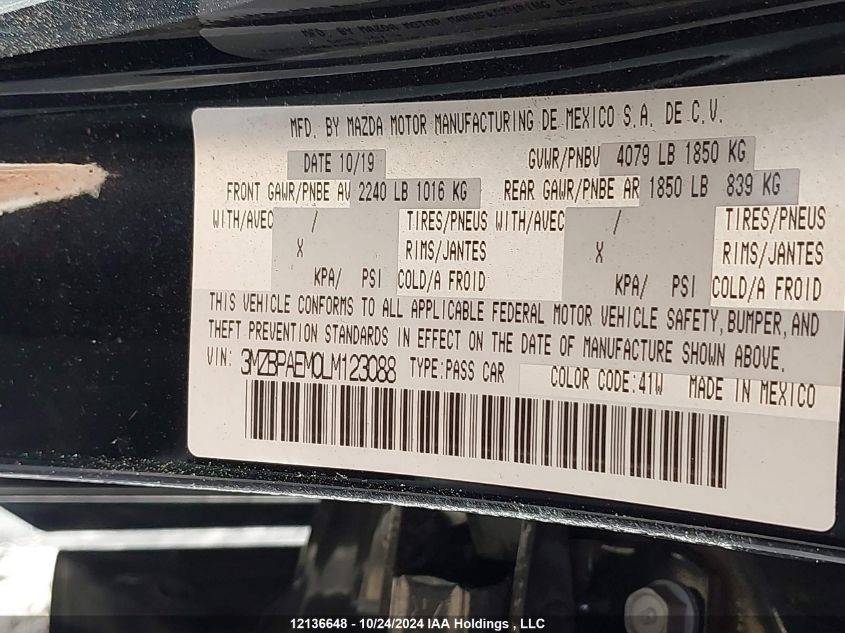 MFD. BY MAZDA MOTOR MANUFACTURING DE MEXICO S.A. DE C.V.
DATE 10/19 GVWR/PNBV 4079 LB 1850 KG
FRONT GAWR/PNBE AV 2240 LB 1016 KG REAR GAWR/PNBE AR 1850 LB 839 KG
WITH/AVEC / TIRES/PNEUS WITH/AVEC / TIRES/PNEUS
X RIMS/JANTES X RIMS/JANTES
KPA/ PSI COLD/A FROID KPA/ PSI COLD/A FROID
THIS VEHICLE CONFORMS TO ALL APPLICABLE FEDERAL MOTOR VEHICLE SAFETY, BUMPER, AND
THEFT PREVENTION STANDARDS IN EFFECT ON THE DATE OF MANUFACTURE SHOWN ABOVE.
VIN: 3MZBPAEM0LM123088 TYPE:PASS CAR COLOR CODE:41W MADE IN MEXICO
12136648 - 10/24/2024 IAA Holdings , LLC